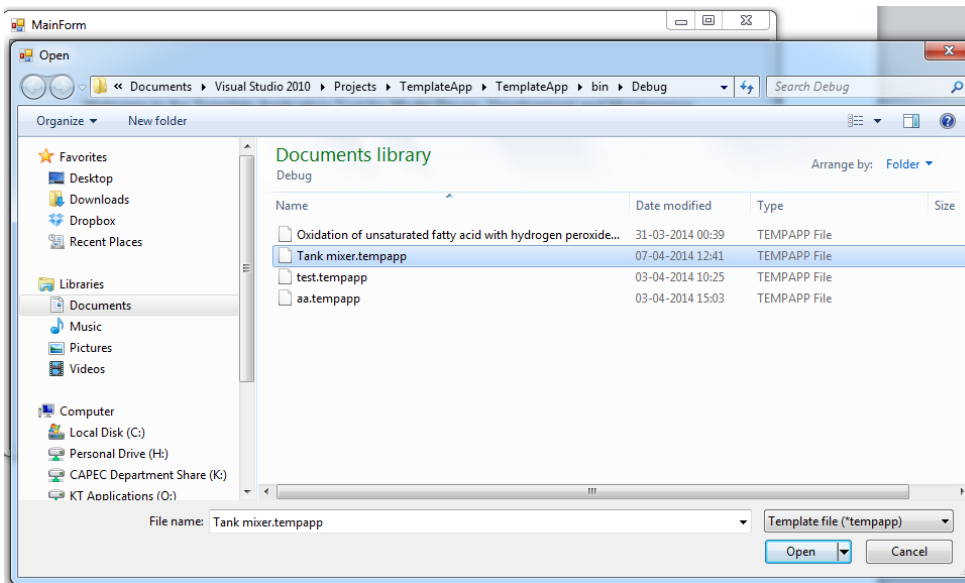 MainForm
Open
« Documents ▸ Visual Studio 2010 ▸ Projects ▸ TemplateApp ▸ TemplateApp ▸ bin ▸ Debug
Search Debug
Organize
New folder
Favorites
Desktop
Downloads
Dropbox
Recent Places
Libraries
Documents
Music
Pictures
Videos
Computer
Local Disk (C:)
Personal Drive (H:)
CAPEC Department Share (K:)
KT Applications (O:)
Documents library
Debug
Arrange by: Folder
Name Date modified Type Size
Oxidation of unsaturated fatty acid with hydrogen peroxide... 31-03-2014 00:39 TEMPAPP File
Tank mixer.tempapp 07-04-2014 12:41 TEMPAPP File
test.tempapp 03-04-2014 10:25 TEMPAPP File
aa.tempapp 03-04-2014 15:03 TEMPAPP File
File name: Tank mixer.tempapp
Template file (*tempapp)
Open
Cancel